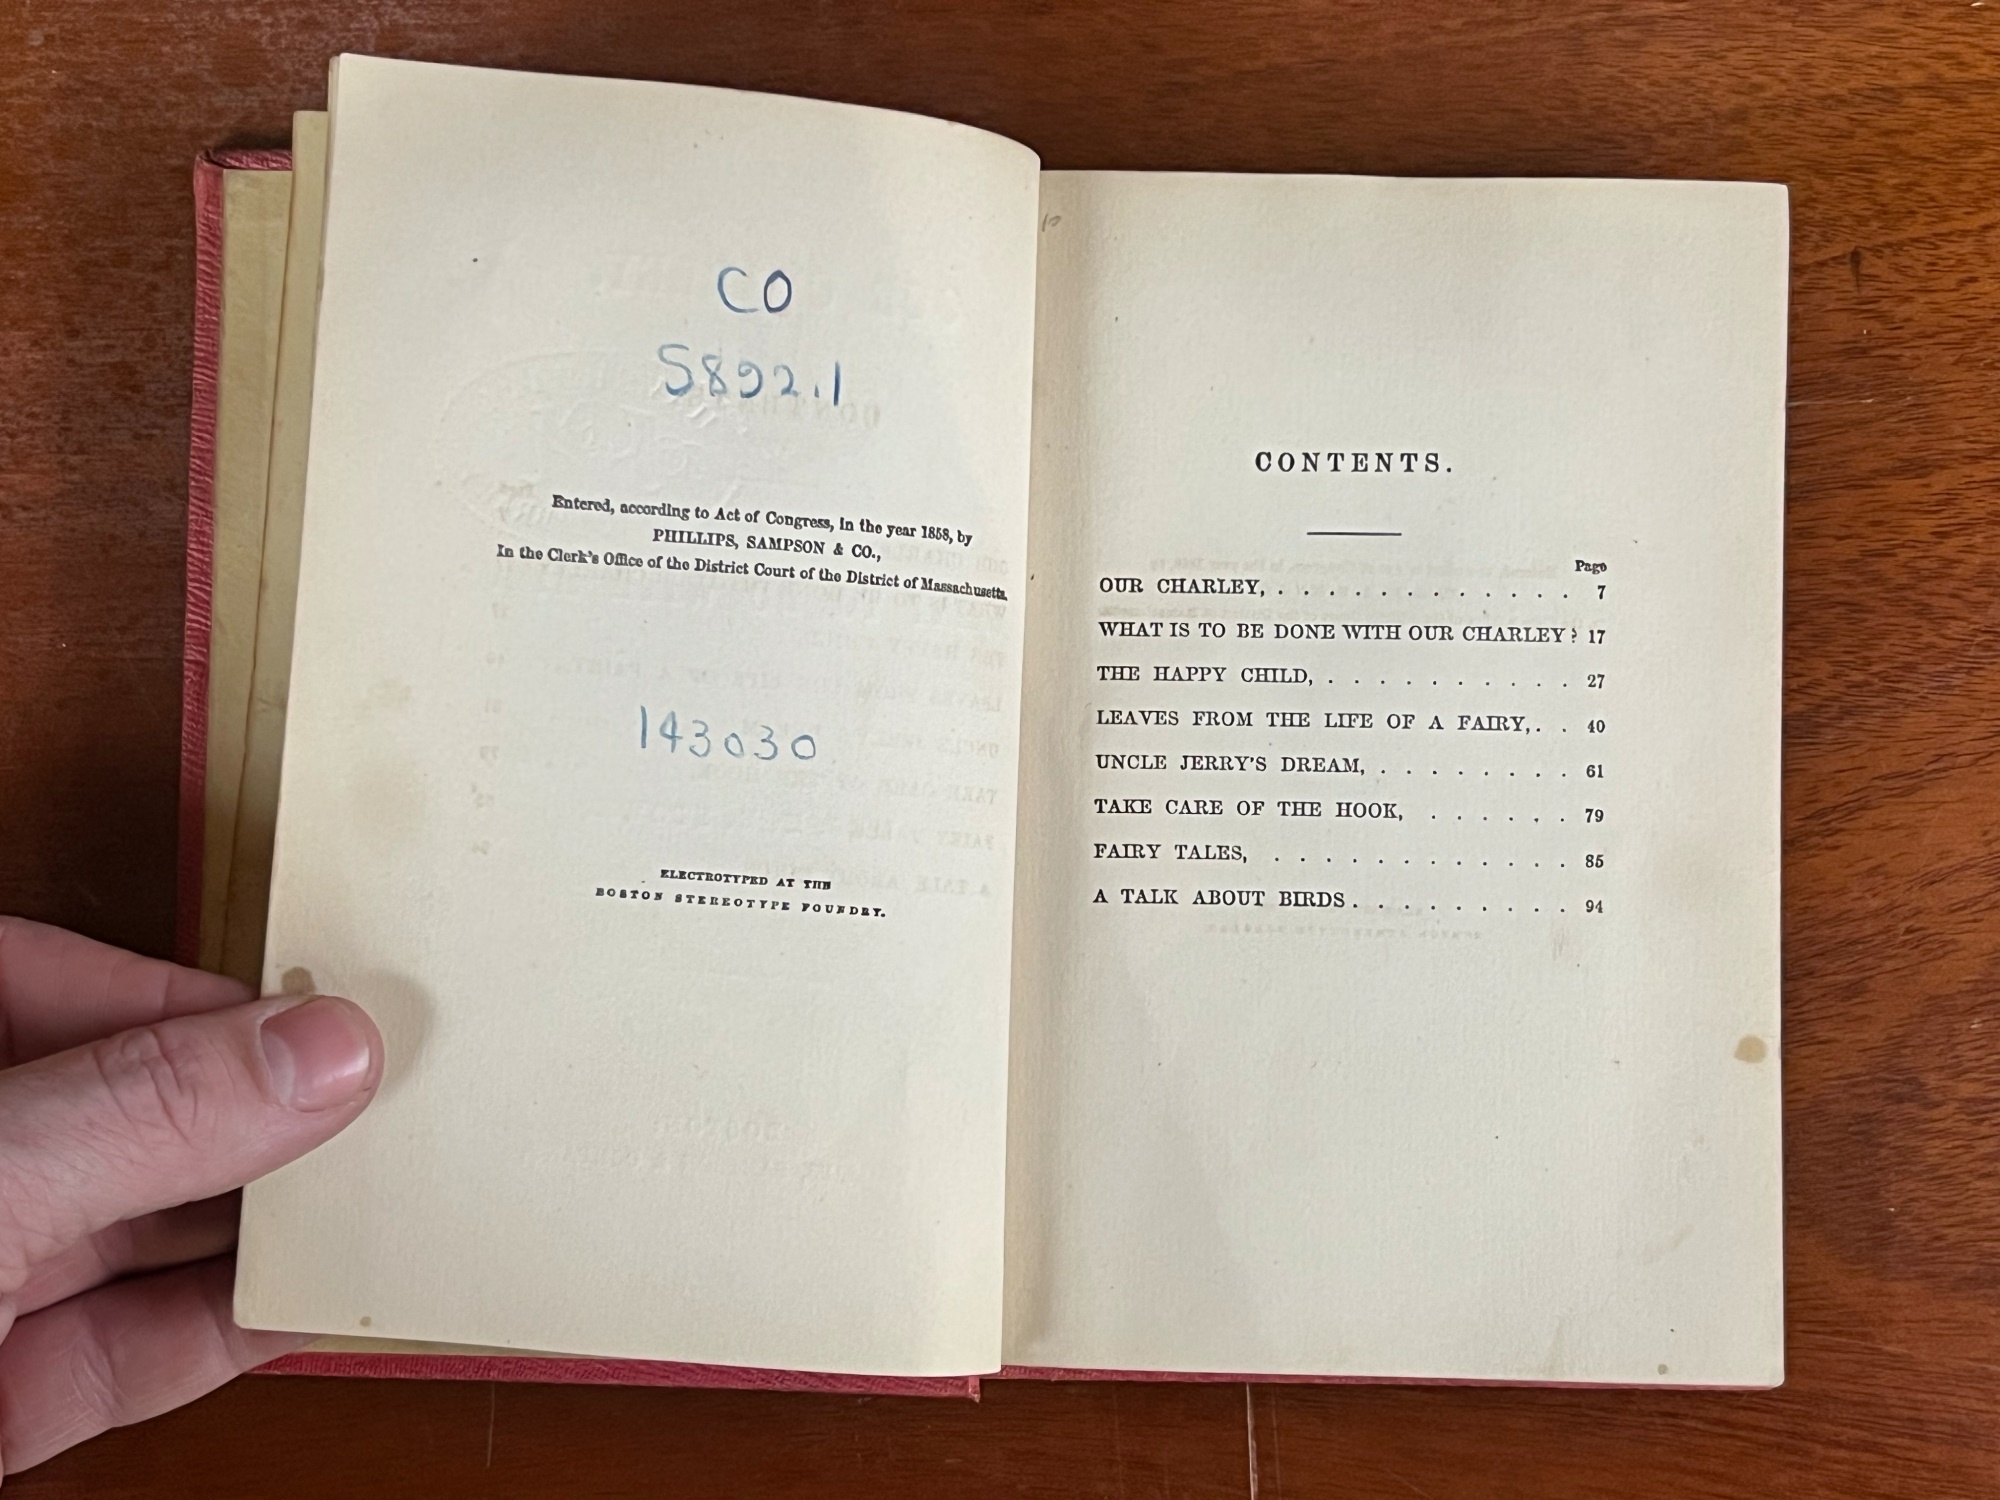 CO
5892.1
Entered, according to Act of Congress, in the year 1858, by
PHILLIPS, SAMPSON & CO.,
In the Clerk's Office of the District Court of the District of Massachusetts.
143030
ELECTROTYPED AT THE
BOSTON STEREOTYPE FOUNDRY.
CONTENTS.
Page
OUR CHARLEY, . . . . . . . . . . . . 7
WHAT IS TO BE DONE WITH OUR CHARLEY? 17
THE HAPPY CHILD, . . . . . . . . . . 27
LEAVES FROM THE LIFE OF A FAIRY, . . 40
UNCLE JERRY'S DREAM, . . . . . . . . 61
TAKE CARE OF THE HOOK, . . . . . . 79
FAIRY TALES, . . . . . . . . . . . . 85
A TALK ABOUT BIRDS . . . . . . . . . 94